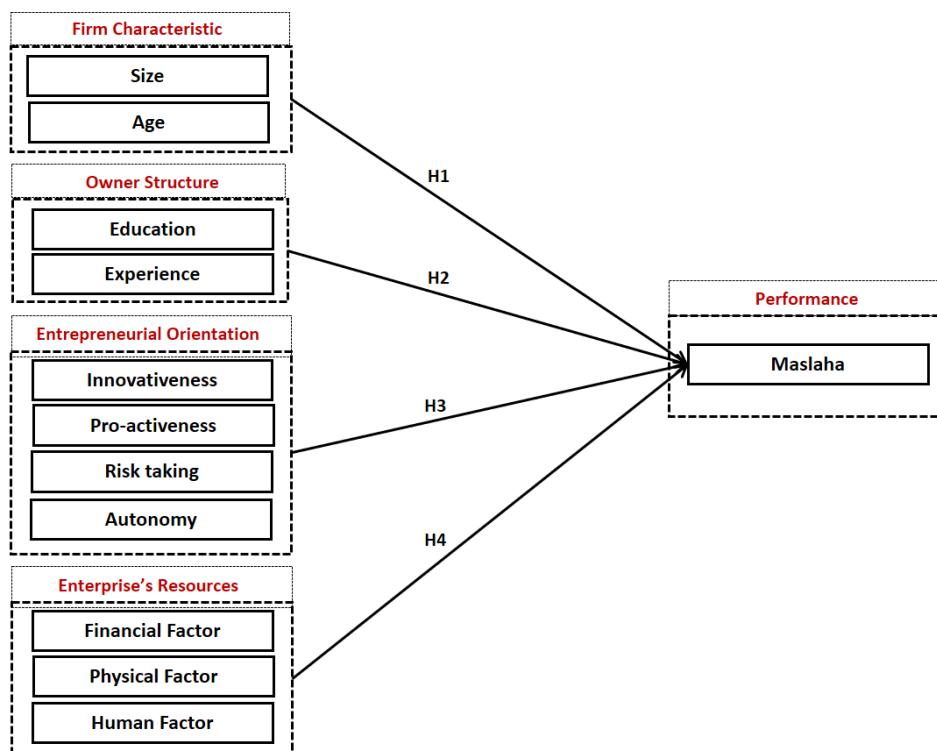 Firm Characteristic
Size
Age
Owner Structure
Education
Experience
Entrepreneurial Orientation
Innovativeness
Pro-activeness
Risk taking
Autonomy
Enterprise’s Resources
Financial Factor
Physical Factor
Human Factor
H1
H2
H3
H4
Performance
Maslaha